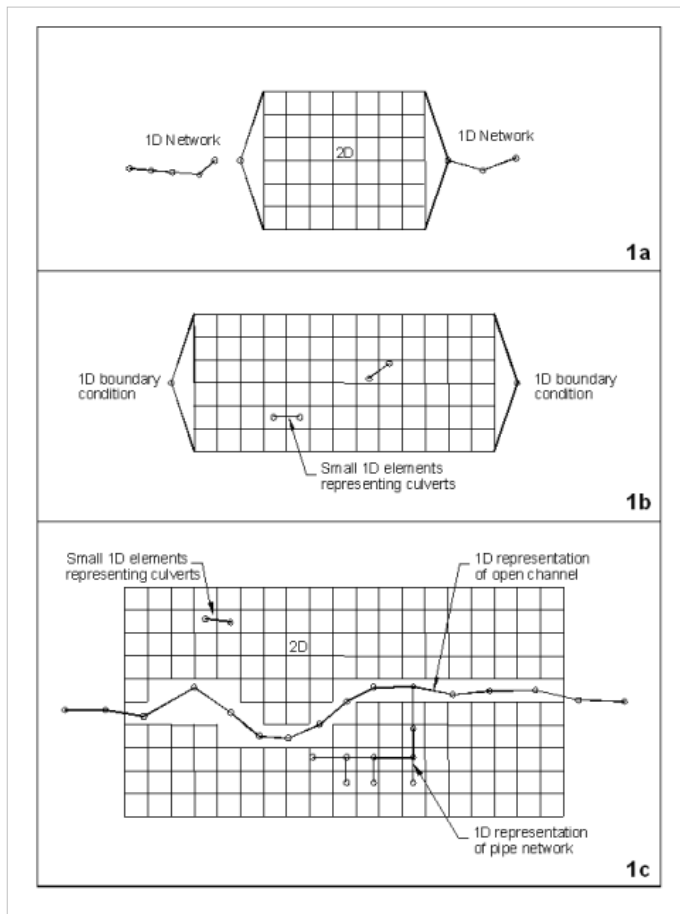 1D Network
2D
1D Network
1a
1D boundary
condition
1D boundary
condition
Small 1D elements
representing culverts
1b
Small 1D elements
representing culverts
1D representation
of open channel
2D
1D representation
of pipe network
1c